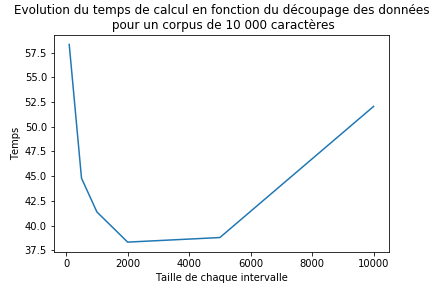 Evolution du temps de calcul en fonction du découpage des données
pour un corpus de 10 000 caractères
57.5
55.0
52.5
50.0
47.5
45.0
42.5
40.0
37.5
Temps
0 2000 4000 6000 8000 10000
Taille de chaque intervalle